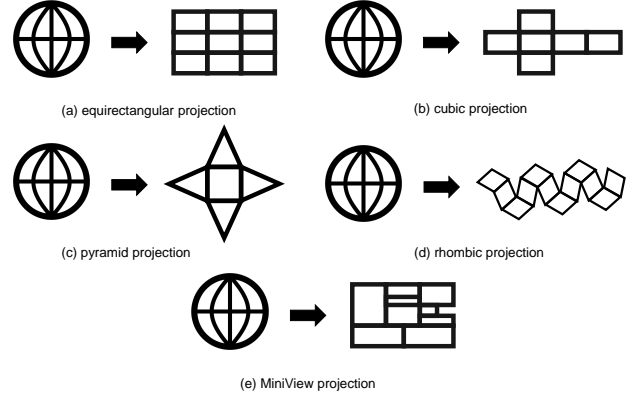 (a) equirectangular projection
(b) cubic projection
(c) pyramid projection
(d) rhombic projection
(e) MiniView projection